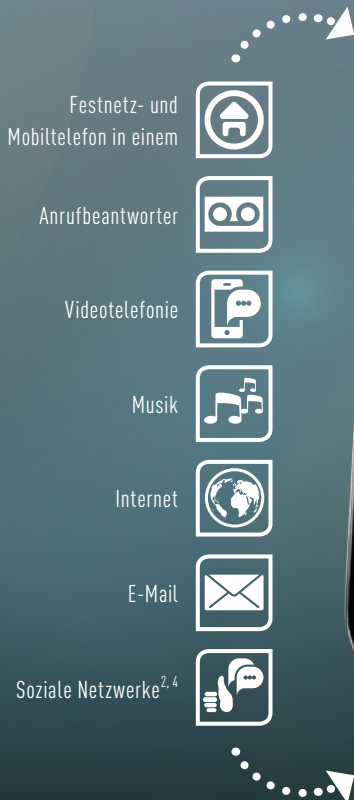 Festnetz- und
Mobiltelefon in einem
Anrufbeantworter
Videotelefonie
Musik
Internet
E-Mail
Soziale Netzwerke2, 4